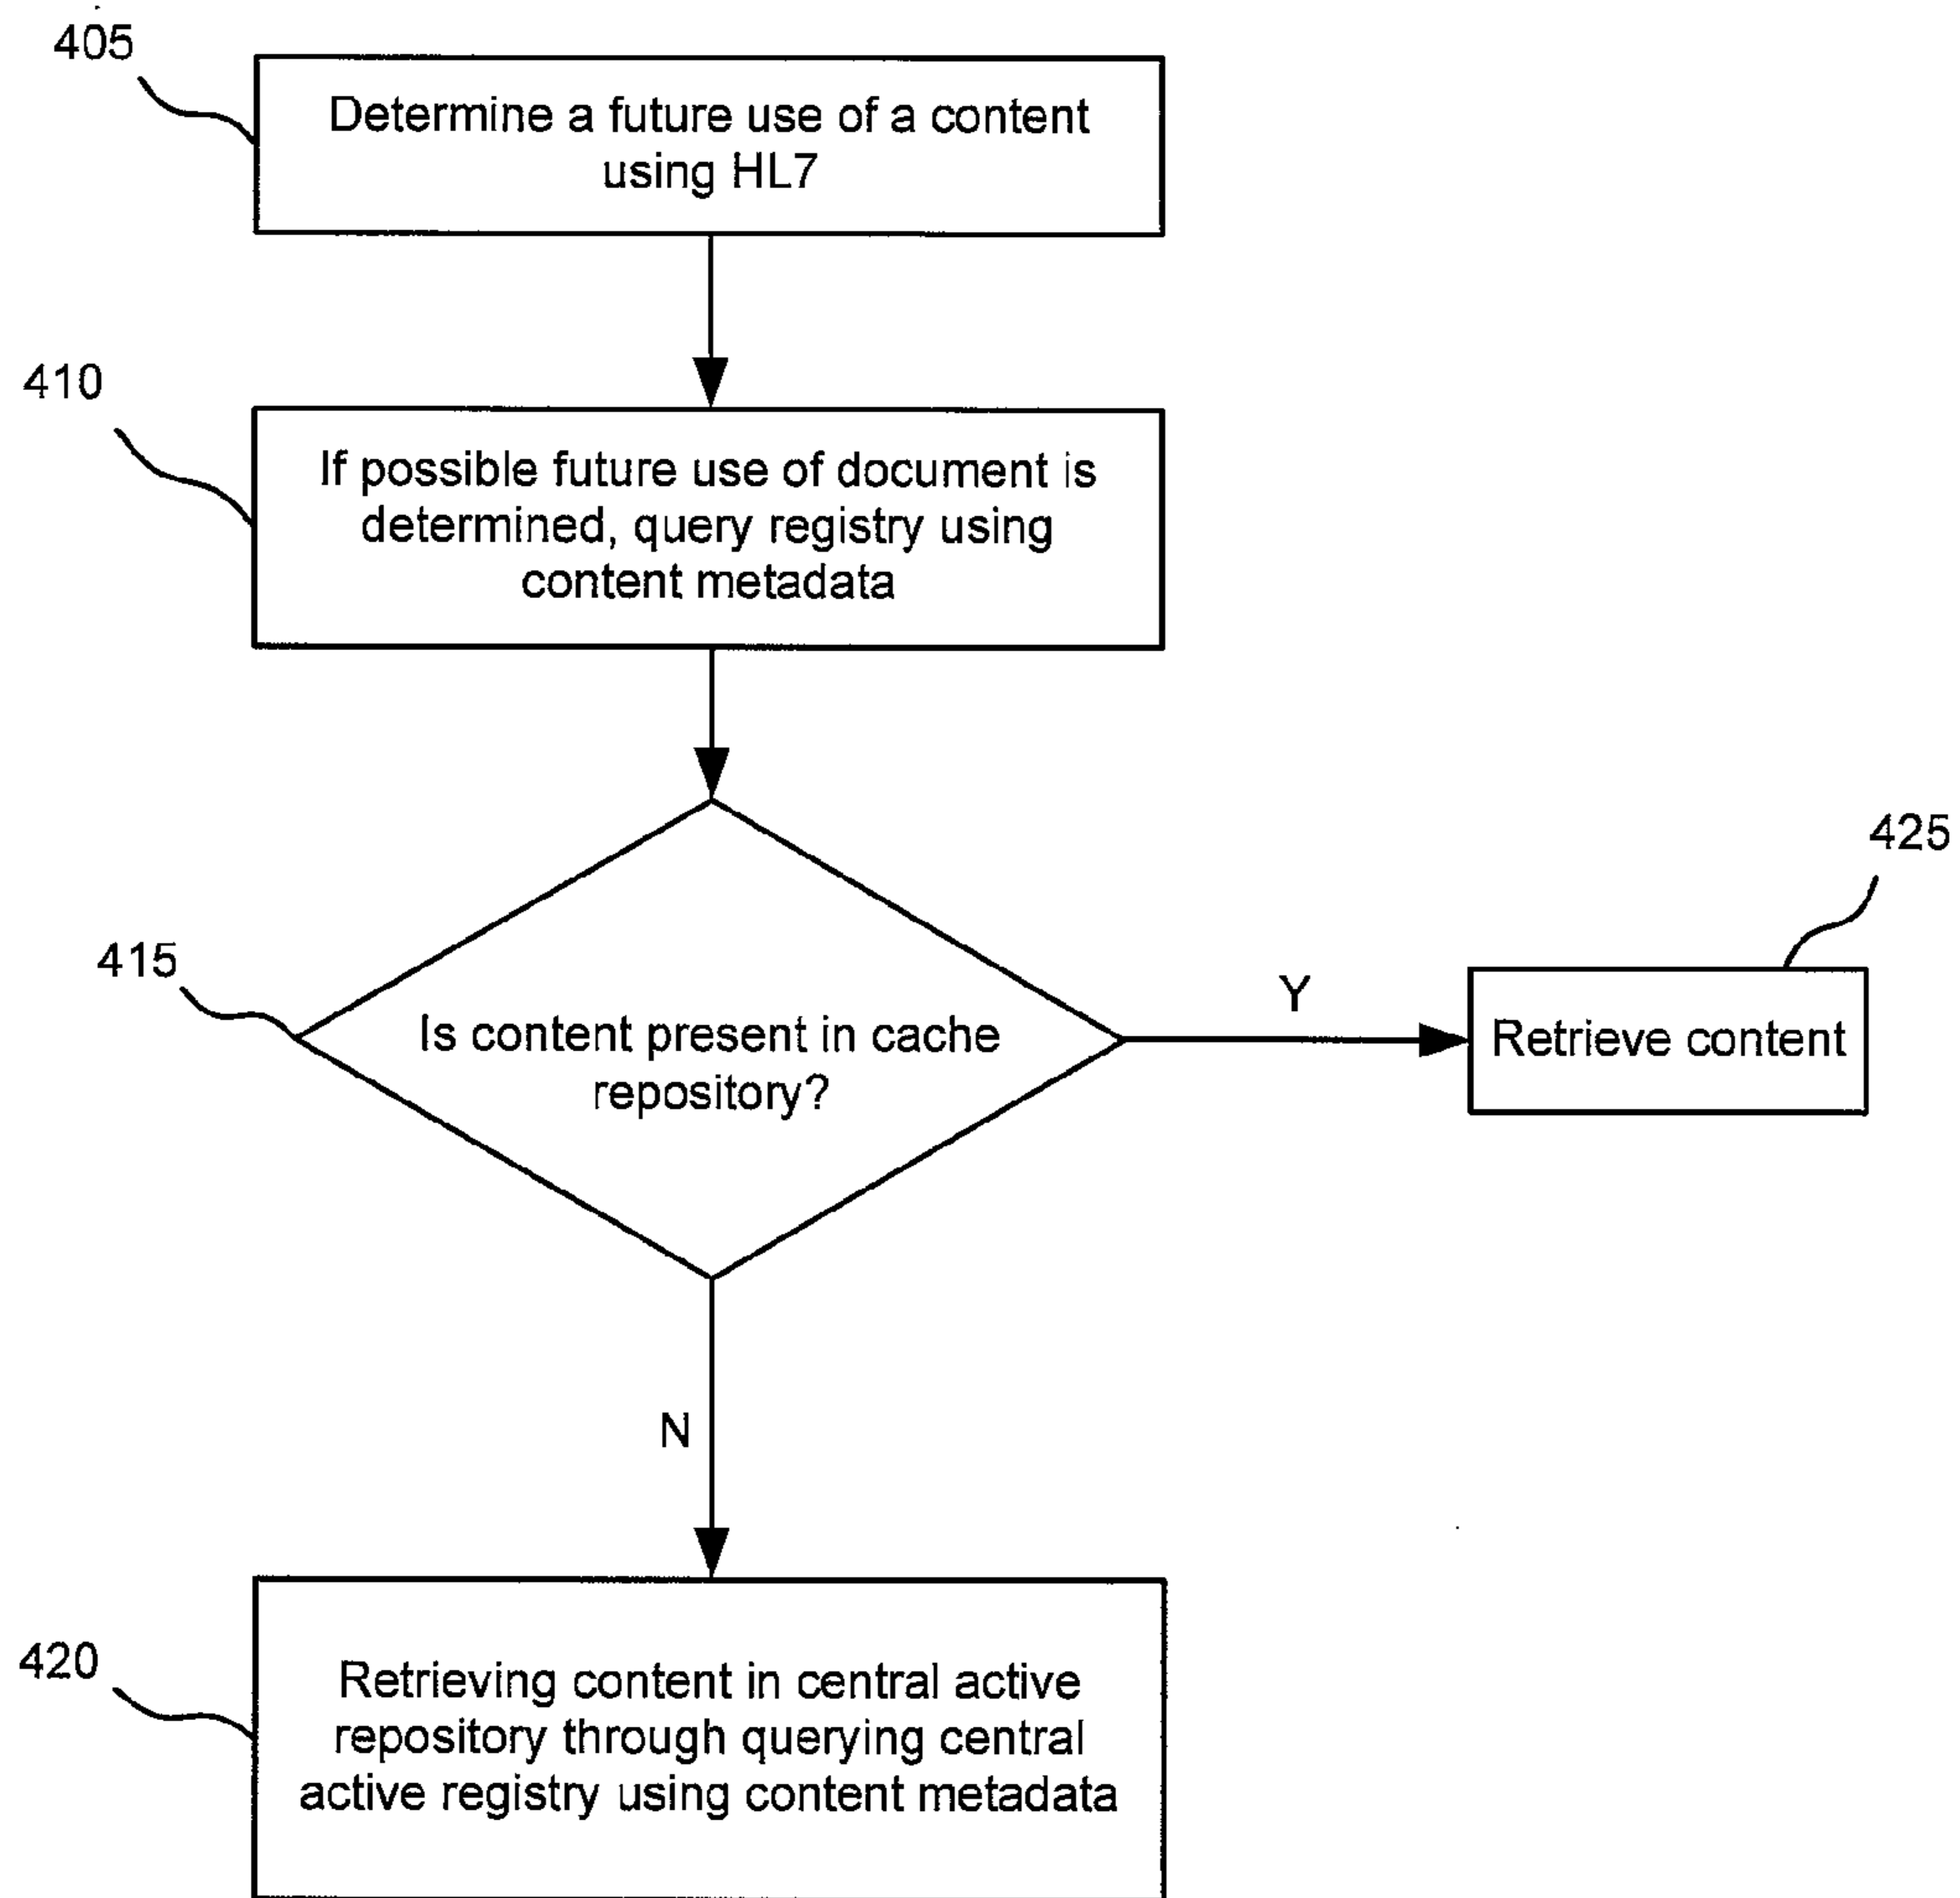 405
Determine a future use of a content
using HL7
410
If possible future use of document is
determined, query registry using
content metadata
415
Is content present in cache
repository?
Y
425
Retrieve content
N
420
Retrieving content in central active
repository through querying central
active registry using content metadata